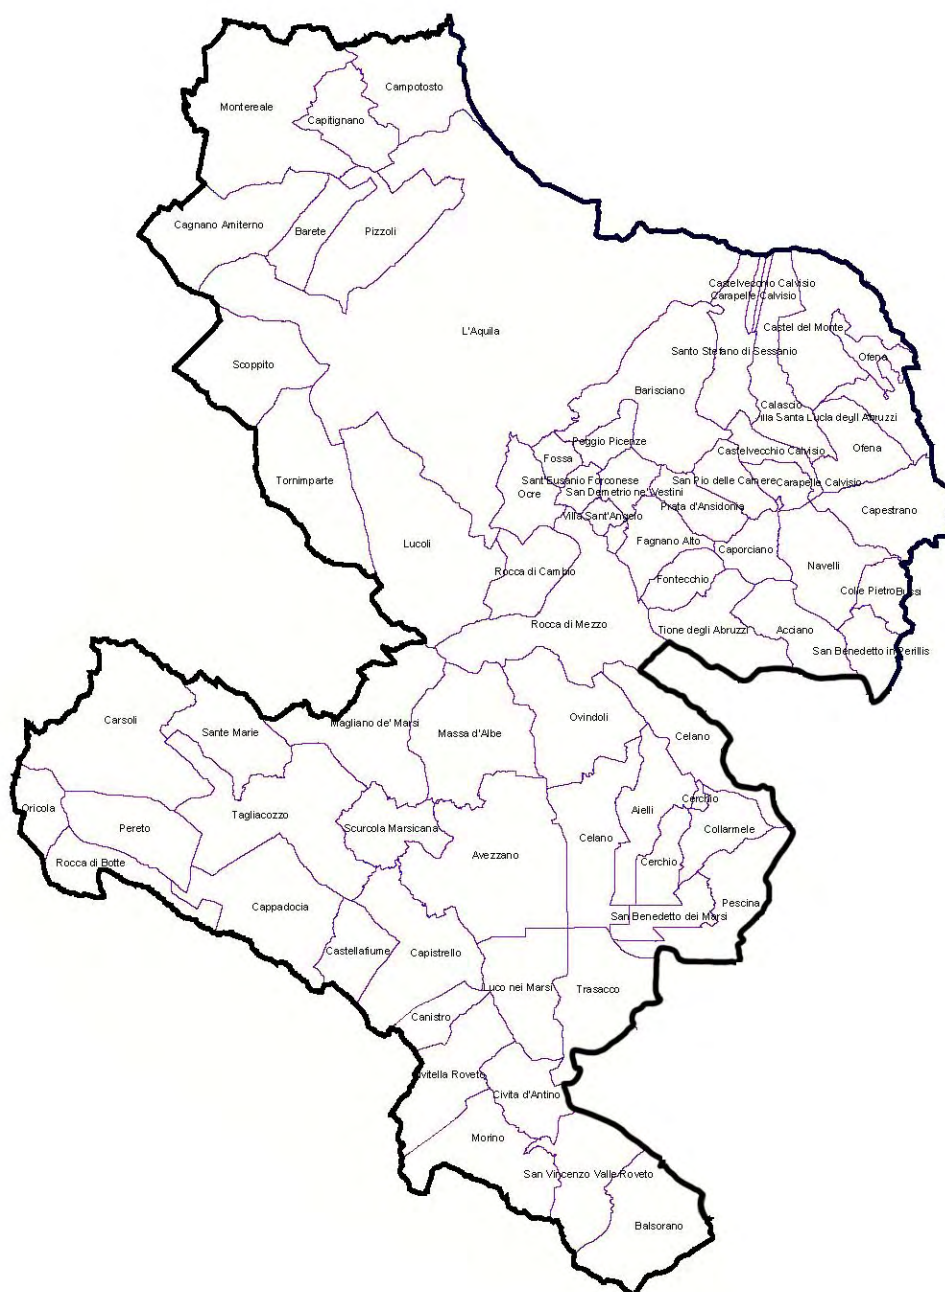 Campotosto
Montereale
Capitignano
Cagnano Amiterno
Barete
Pizzoli
Castelvecchio Calvisio
Carapelle Calvisio
L'Aquila
Castel del Monte
Santo Stefano di Sessanio
Ofena
Scoppito
Barisciano
Calascio
Villa Santa Lucia degli Abruzzi
Poggio Picenze
Ofena
Castelvecchio Calvisio
Fossa
Tornimparte
Sant'Eusanio Forconese
San Pio delle Camere
Carapelle Calvisio
Ocre
San Demetrio ne' Vestini
Prata d'Ansidonia
Capestrano
Villa Sant'Angelo
Lucoli
Fagnano Alto
Caporciano
Navelli
Rocca di Cambio
Fontecchio
Colle Pietro
Bussi
Rocca di Mezzo
Tione degli Abruzzi
Acciano
San Benedetto in Perillis
Carsoli
Magliano de' Marsi
Ovindoli
Sante Marie
Massa d'Albe
Celano
Oricola
Cerchio
Tagliacozzo
Aielli
Pereto
Scurcola Marsicana
Celano
Collarmele
Rocca di Botte
Avezzano
Cerchio
Cappadocia
Pescina
San Benedetto dei Marsi
Castellafiume
Capistrello
Luco nei Marsi
Trasacco
Canistro
ivitella Roveto
Civita d'Antino
Morino
San Vincenzo Valle Roveto
Balsorano